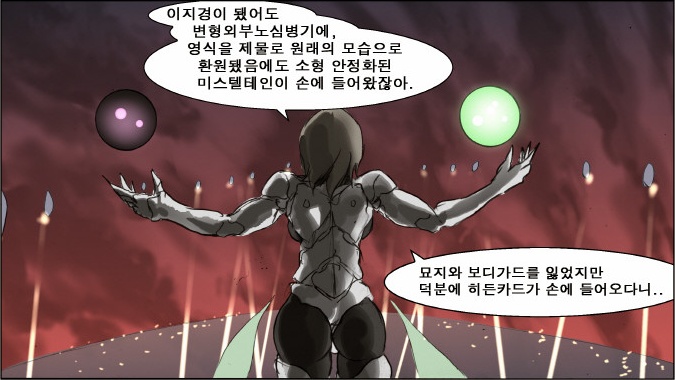 이지경이 됐어도
변형외부노심병기에,
영식을 제물로 원래의 모습으로
환원됐음에도 소형 안정화된
미스텔테인이 손에 들어왔잖아.
묘지와 보디가드를 잃었지만
덕분에 히든카드가 손에 들어오다니..